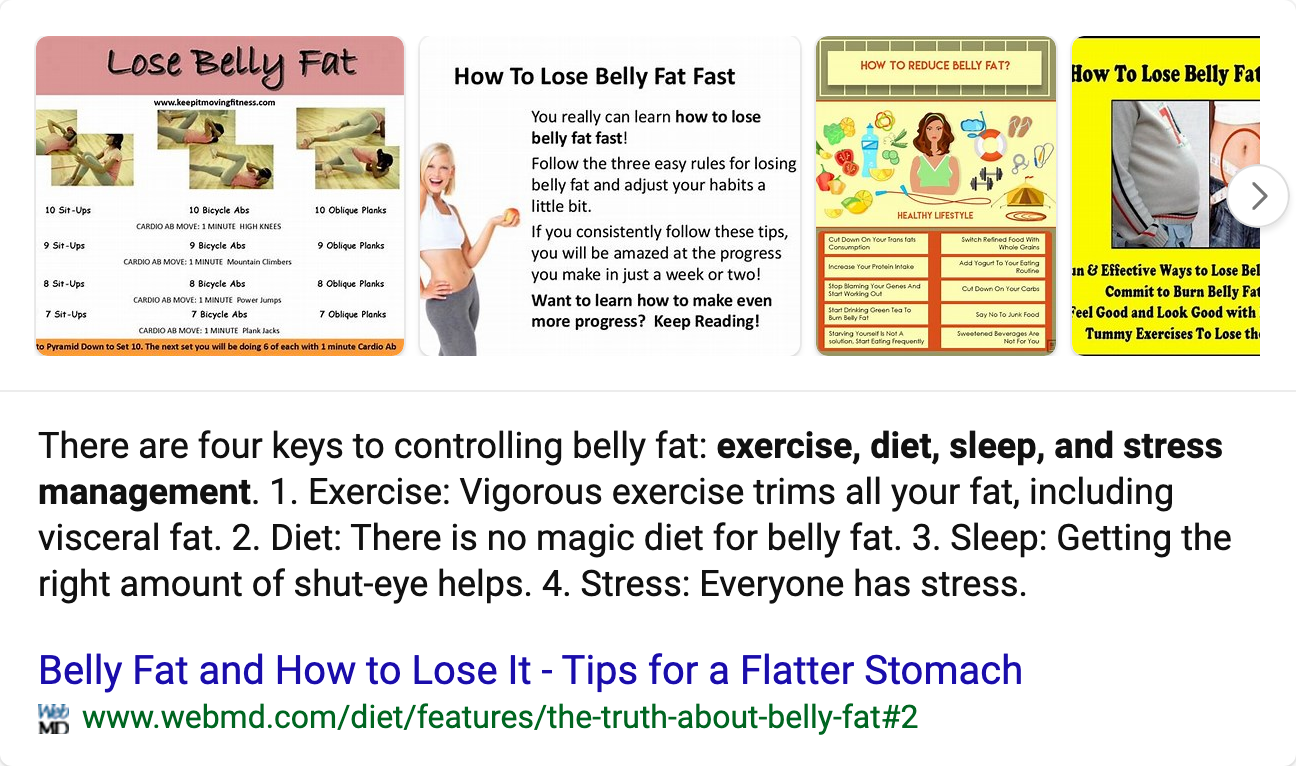 Lose Belly Fat
www.keepitmovingfitness.com
10 Sit-Ups 10 Bicycle Abs 10 Oblique Planks
CARDIO AB MOVE: 1 MINUTE HIGH KNEES
9 Sit-Ups 9 Bicycle Abs 9 Oblique Planks
CARDIO AB MOVE: 1 MINUTE Mountain Climbers
8 Sit-Ups 8 Bicycle Abs 8 Oblique Planks
CARDIO AB MOVE: 1 MINUTE Power Jumps
7 Sit-Ups 7 Bicycle Abs 7 Oblique Planks
CARDIO AB MOVE: 1 MINUTE Plank Jacks
to Pyramid Down to Set 10. The next set you will be doing 6 of each with 1 minute Cardio Ab
How To Lose Belly Fat Fast
You really can learn how to lose
belly fat fast!
Follow the three easy rules for losing
belly fat and adjust your habits a
little bit.
If you consistently follow these tips,
you will be amazed at the progress
you make in just a week or two!
Want to learn how to make even
more progress? Keep Reading!
HOW TO REDUCE BELLY FAT?
HEALTHY LIFESTYLE
Cut Down On Your Trans fats
Consumption
Increase Your Protein Intake
Stop Blaming Your Genes And
Start Working Out
Start Drinking Green Tea To
Burn Belly Fat
Starving Yourself Is Not A
solution, Start Eating Frequently
Switch Refined Food With
Whole Grains
Add Yogurt To Your Eating
Routine
Cut Down On Your Carbs
Say No To Junk Food
Sweetened Beverages Are
Not For You
How To Lose Belly Fat
un & Effective Ways to Lose Bel
Commit to Burn Belly Fat
Feel Good and Look Good with
Tummy Exercises To Lose the
There are four keys to controlling belly fat: exercise, diet, sleep, and stress
management. 1. Exercise: Vigorous exercise trims all your fat, including
visceral fat. 2. Diet: There is no magic diet for belly fat. 3. Sleep: Getting the
right amount of shut-eye helps. 4. Stress: Everyone has stress.
Belly Fat and How to Lose It - Tips for a Flatter Stomach
Web
MD
www.webmd.com/diet/features/the-truth-about-belly-fat#2